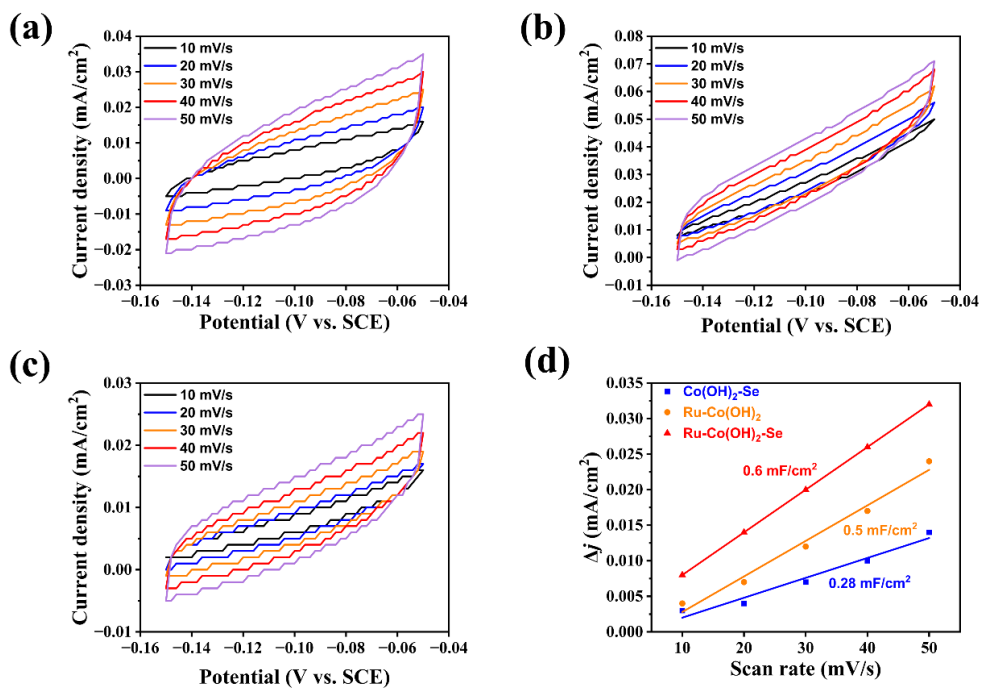 (a)
0.04
0.03
0.02
0.01
0.00
−0.01
−0.02
−0.03
Current density (mA/cm²)
10 mV/s
20 mV/s
30 mV/s
40 mV/s
50 mV/s
−0.16 −0.14 −0.12 −0.10 −0.08 −0.06 −0.04
Potential (V vs. SCE)
(b)
0.08
0.07
0.06
0.05
0.04
0.03
0.02
0.01
0.00
−0.01
Current density (mA/cm²)
10 mV/s
20 mV/s
30 mV/s
40 mV/s
50 mV/s
−0.16 −0.14 −0.12 −0.10 −0.08 −0.06 −0.04
Potential (V vs. SCE)
(c)
0.03
0.02
0.01
0.00
−0.01
Current density (mA/cm²)
10 mV/s
20 mV/s
30 mV/s
40 mV/s
50 mV/s
−0.16 −0.14 −0.12 −0.10 −0.08 −0.06 −0.04
Potential (V vs. SCE)
(d)
0.035
0.030
0.025
0.020
0.015
0.010
0.005
0.000
Δj (mA/cm²)
Co(OH)₂-Se
Ru-Co(OH)₂
Ru-Co(OH)₂-Se
0.6 mF/cm²
0.5 mF/cm²
0.28 mF/cm²
10 20 30 40 50
Scan rate (mV/s)